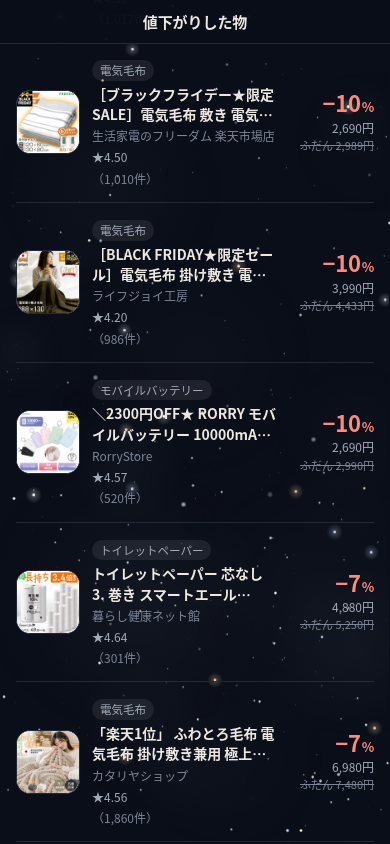 値下がりした物
電気毛布
［ブラックフライデー★限定
SALE］電気毛布 敷き 電気…
生活家電のフリーダム 楽天市場店
★4.50
（1,010件）
−10%
2,690円
ふだん 2,989円
電気毛布
［BLACK FRIDAY★限定セー
ル］電気毛布 掛け敷き 電…
ライフジョイ工房
★4.20
（986件）
−10%
3,990円
ふだん 4,433円
モバイルバッテリー
＼2300円OFF★ RORRY モバ
イルバッテリー 10000mA…
RorryStore
★4.57
（520件）
−10%
2,690円
ふだん 2,990円
トイレットペーパー
長持ち 3.4倍
トイレットペーパー 芯なし
3. 巻き スマートエール…
暮らし健康ネット館
★4.64
（301件）
−7%
4,880円
ふだん 5,250円
電気毛布
「楽天1位」 ふわとろ毛布 電
気毛布 掛け敷き兼用 極上…
カタリヤショップ
★4.56
（1,860件）
−7%
6,980円
ふだん 7,480円